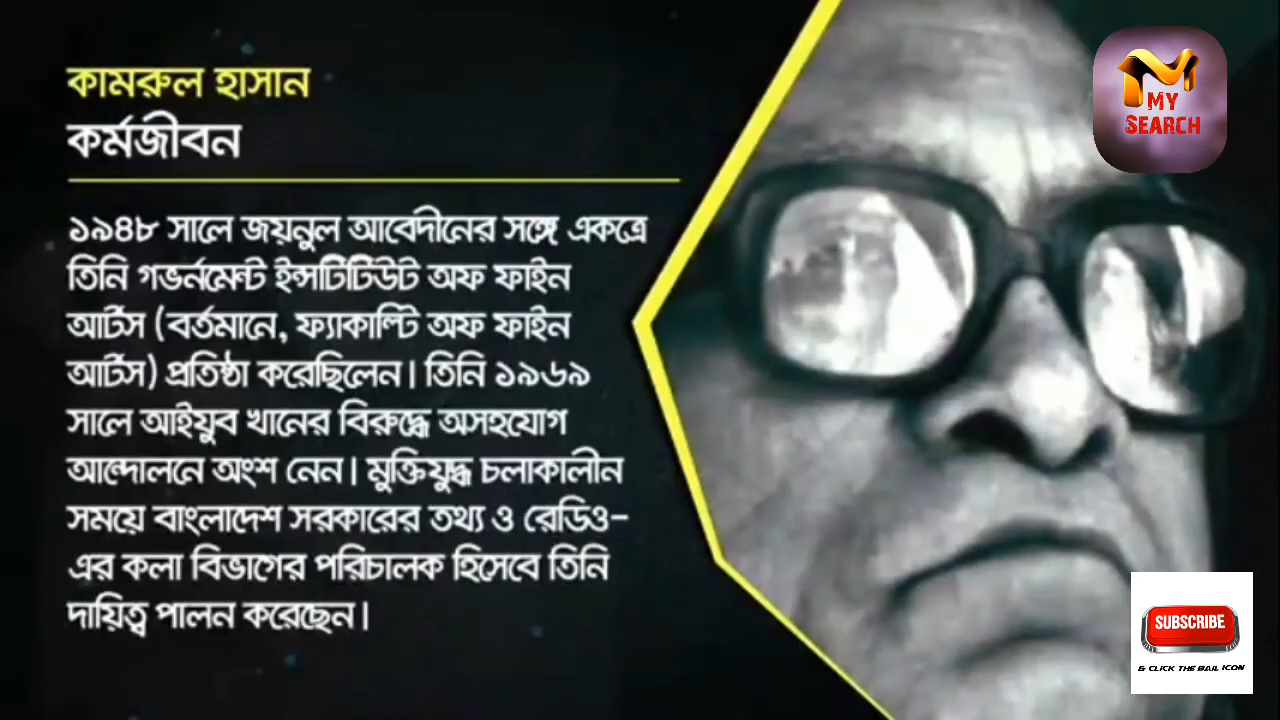 কামরুল হাসান
কর্মজীবন
১৯৪৮ সালে জয়নুল আবেদীনের সঙ্গে একত্রে
তিনি গভর্নমেন্ট ইন্সটিটিউট অফ ফাইন
আর্টস (বর্তমানে, ফ্যাকাল্টি অফ ফাইন
আর্টস) প্রতিষ্ঠা করেছিলেন। তিনি ১৯৬৯
সালে আইয়ুব খানের বিরুদ্ধে অসহযোগ
আন্দোলনে অংশ নেন। মুক্তিযুদ্ধ চলাকালীন
সময়ে বাংলাদেশ সরকারের তথ্য ও রেডিও-
এর কলা বিভাগের পরিচালক হিসেবে তিনি
দায়িত্ব পালন করেছেন।
MY
SEARCH
SUBSCRIBE
& CLICK THE BAIL ICON